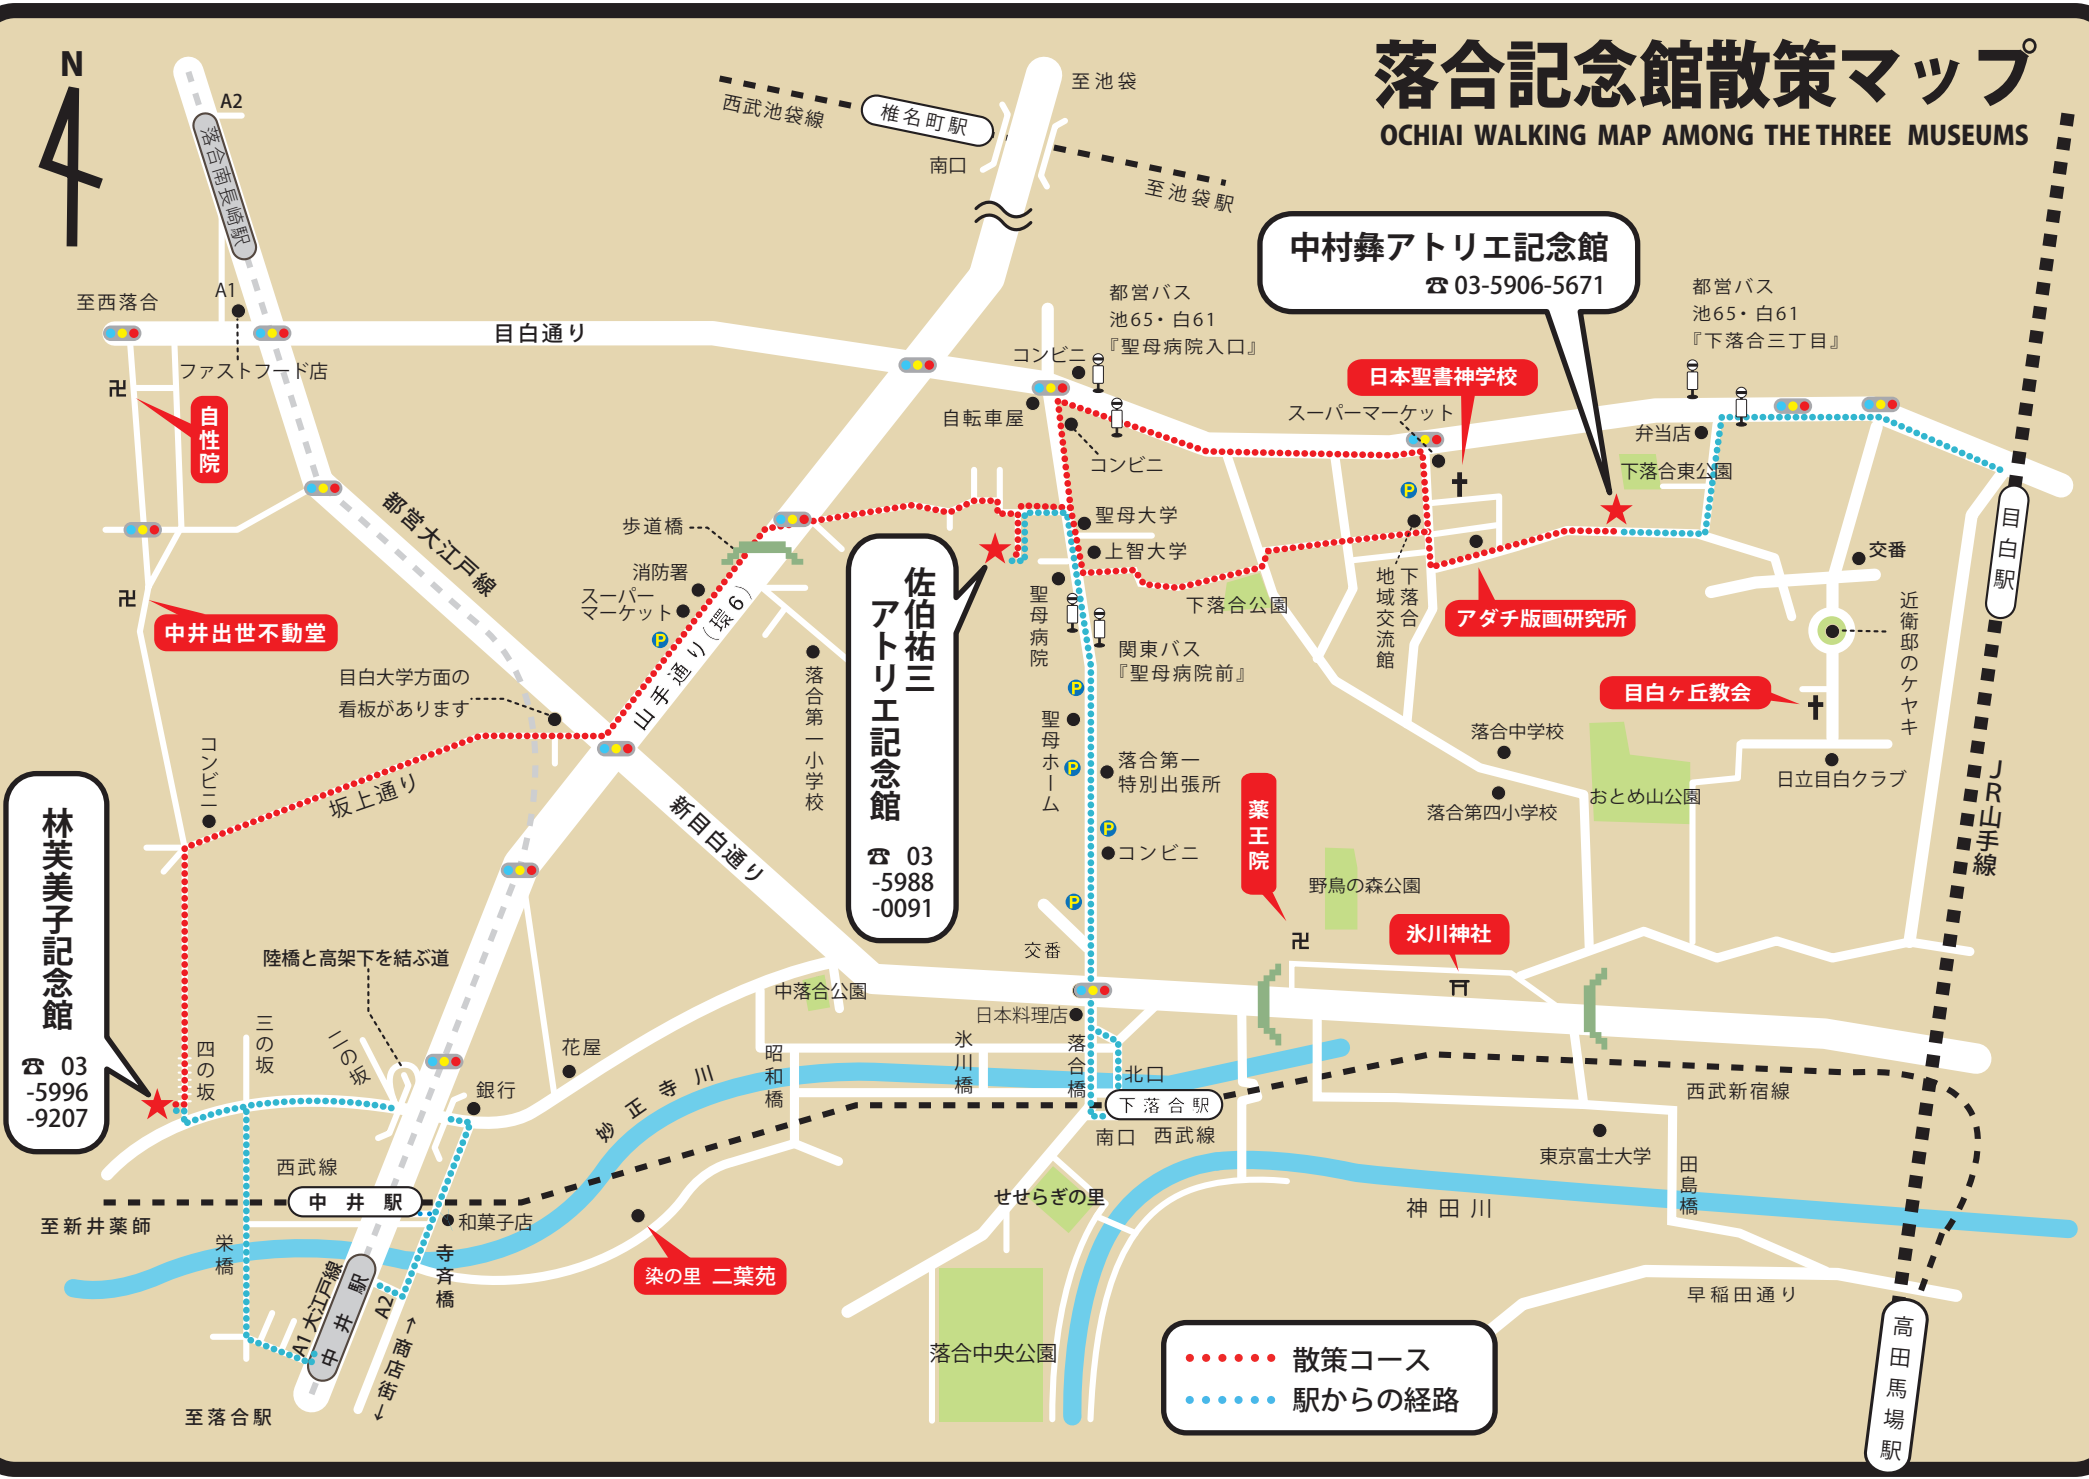 落合記念館散策マップ
OCHIAI WALKING MAP AMONG THE THREE MUSEUMS
N
A2
落合南長崎駅
A1
至西落合
ファストフード店
目白通り
自性院
中井出世不動堂
都営大江戸線
西武池袋線
椎名町駅
南口
至池袋
至池袋駅
中村彝アトリエ記念館
☎ 03-5906-5671
都営バス
池65・白61
『聖母病院入口』
コンビニ
自転車屋
コンビニ
都営バス
池65・白61
『下落合三丁目』
日本聖書神学校
スーパーマーケット
P
弁当店
下落合東公園
目白駅
歩道橋
消防署
スーパー
マーケット
P
山手通り(環6)
目白大学方面の
看板があります
落合第一小学校
佐伯祐三
アトリエ記念館
☎ 03
-5988
-0091
聖母大学
上智大学
聖母病院
関東バス
『聖母病院前』
P
聖母ホーム
P
落合第一
特別出張所
P
コンビニ
P
交番
下落合公園
下落合
地域交流館
アダチ版画研究所
交番
近衛邸のケヤキ
目白ヶ丘教会
日立目白クラブ
落合中学校
落合第四小学校
おとめ山公園
JR山手線
薬王院
野鳥の森公園
氷川神社
コンビニ
坂上通り
新目白通り
林芙美子記念館
☎ 03
-5996
-9207
陸橋と高架下を結ぶ道
四の坂
三の坂
二の坂
銀行
花屋
中落合公園
昭和橋
氷川橋
日本料理店
落合橋
北口
下落合駅
南口
西武線
妙正寺川
西武新宿線
東京富士大学
田島橋
神田川
早稲田通り
高田馬場駅
西武線
中井駅
至新井薬師
和菓子店
栄橋
寺斉橋
A1
大江戸線
中井駅
A2
←商店街→
至落合駅
染の里 二葉苑
せせらぎの里
落合中央公園
散策コース
駅からの経路